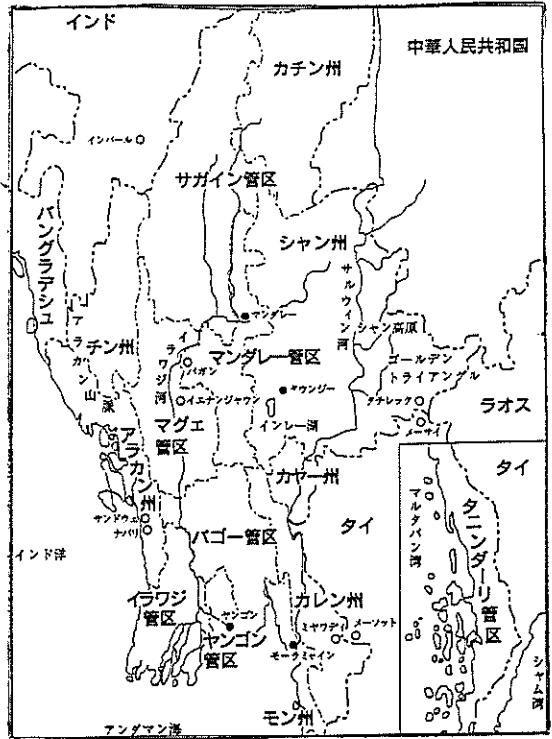 インド
中華人民共和国
カチン州
インパール
サガイン管区
バングラデシュ
シャン州
サルウィン河
マンダレー
シャン高原
アラカン山脈
チン州
イラワジ河
マンダレー管区
ゴールデン
トライアングル
パガン
タウンジー
イエナンジャウン
タチレック
ラオス
インレー湖
メーサイ
マグェ
管区
アラカン州
カヤー州
タイ
サンドウェ
ナパリ
バゴー管区
タイ
マルタバン湾
タニンダーリ管区
インド洋
イラワジ
管区
ヤンゴン
ヤンゴン
管区
カレン州
ミヤワディ
メーソット
モーラミャイン
シャム湾
モン州
アンダマン海